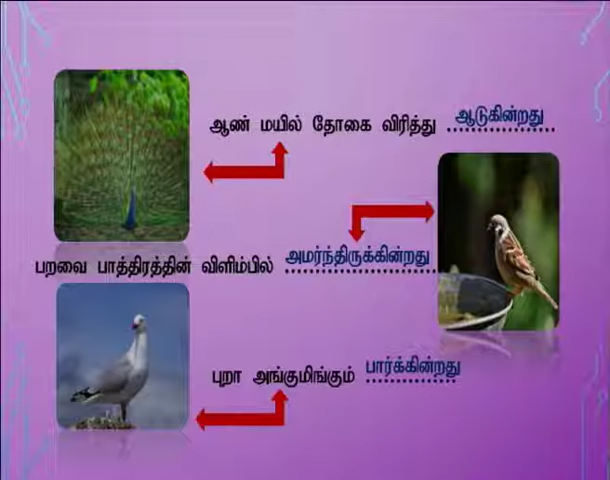 ஆண் மயில் தோகை விரித்து ஆடுகின்றது
பறவை பாத்திரத்தின் விளிம்பில் அமர்ந்திருக்கின்றது
புறா அங்குமிங்கும் பார்க்கின்றது